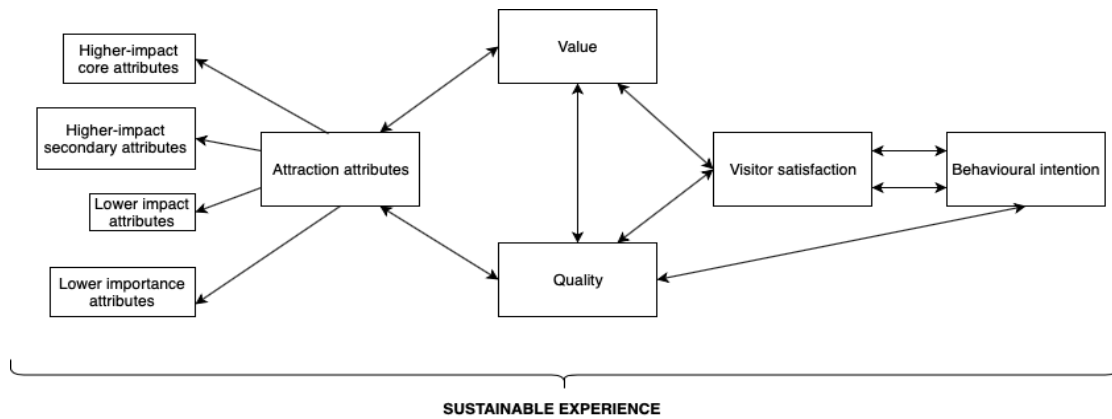 Higher-impact
core attributes
Higher-impact
secondary attributes
Lower impact
attributes
Lower importance
attributes
Attraction attributes
Value
Quality
Visitor satisfaction
Behavioural intention
SUSTAINABLE EXPERIENCE